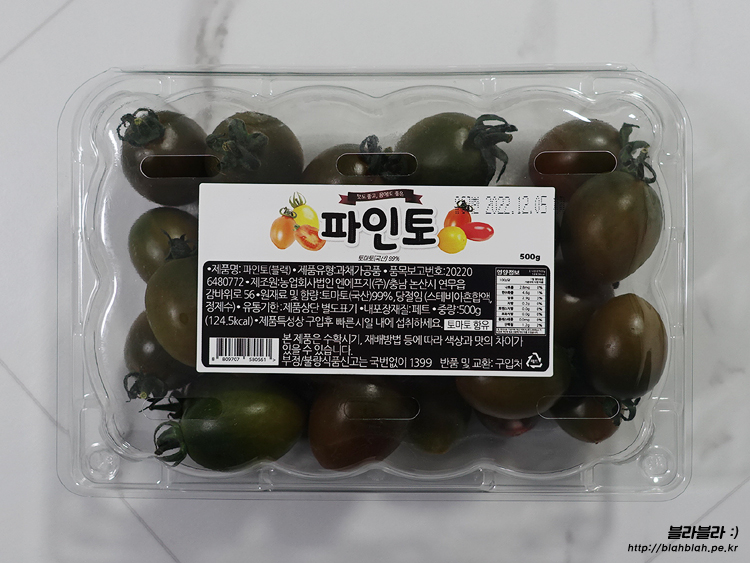 맛도 좋고, 몸에도 좋은
파인토
토마토(국산) 99%
2022.12.05
500g
•제품명: 파인토(블랙) •제품유형:과채가공품 •품목보고번호:20220
6480772 •제조원:농업회사법인 엔에프지(주)/충남 논산시 연무읍
감바위로 56 •원재료 및 함량:토마토(국산)99%, 당절임(스테비아혼합액,
정제수) • 유통기한 : 제품상단 별도표기 •내포장재질:페트 •중량:500g
(124.5kcal) •제품특성상 구입후 빠른시일 내에 섭취하세요. 토마토 함유
본 제품은 수확시기, 재배방법 등에 따라 색상과 맛의 차이가
있을 수 있습니다.
부정/불량식품신고는 국번없이 1399 반품 및 교환: 구입처
영양정보
8 809707 580561
블라블라 :)
http://blahblah.pe.kr